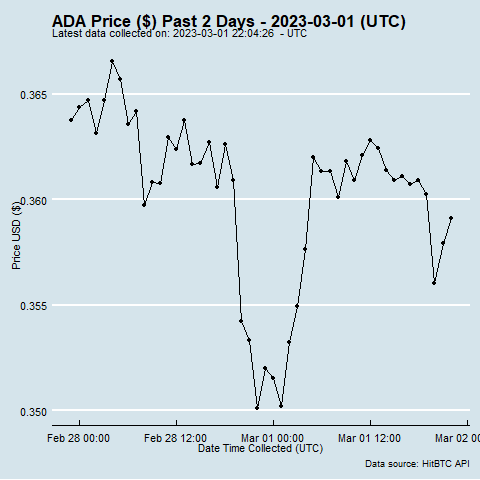 ADA Price ($) Past 2 Days - 2023-03-01 (UTC)
Latest data collected on: 2023-03-01 22:04:26  - UTC
0.365
0.360
0.355
0.350
Price USD ($)
Feb 28 00:00 Feb 28 12:00 Mar 01 00:00 Mar 01 12:00 Mar 02 0
Date Time Collected (UTC)
Data source: HitBTC API